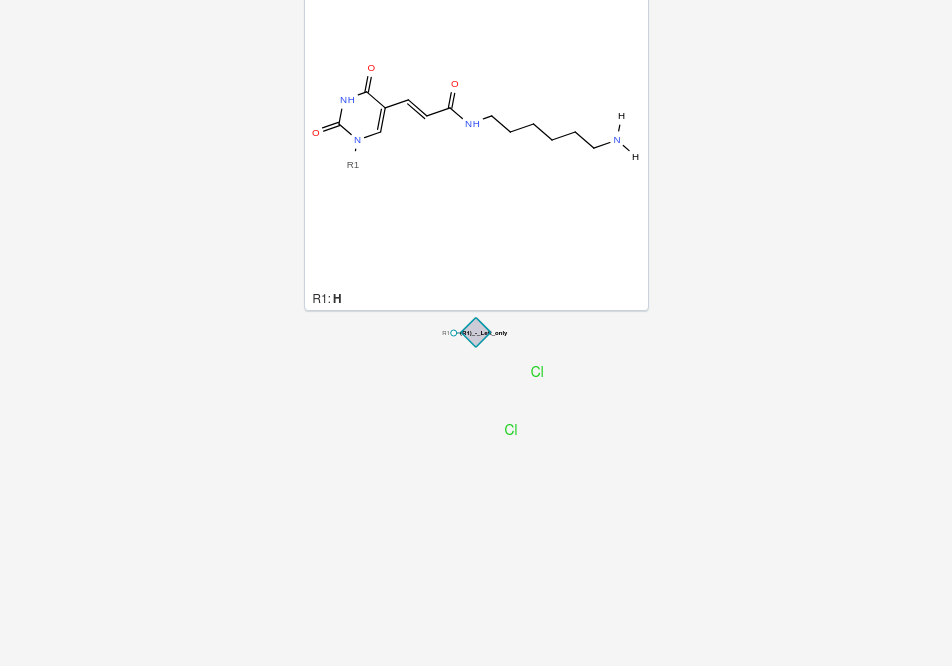 O
O
NH
O
NH
H
N
H
N
R1
R1: H
R1 (R1)_-_Left_only
Cl
Cl